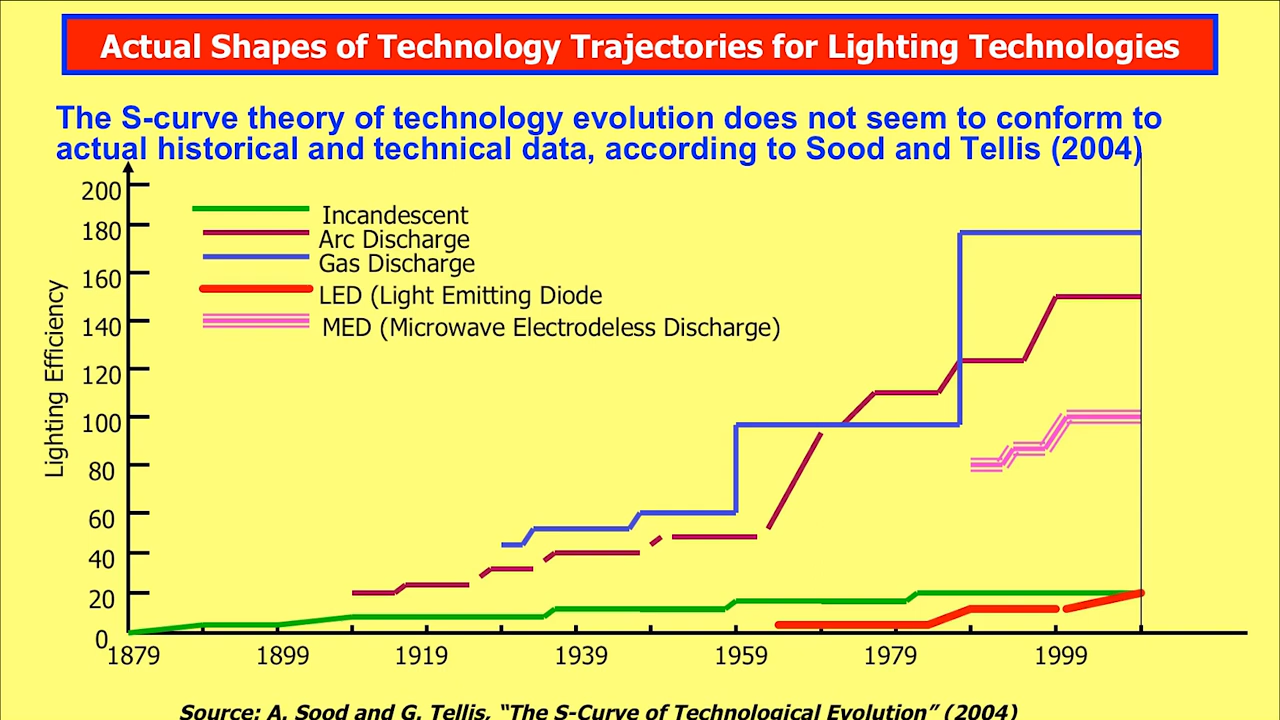 Actual Shapes of Technology Trajectories for Lighting Technologies
The S-curve theory of technology evolution does not seem to conform to
actual historical and technical data, according to Sood and Tellis (2004)
200
180
160
140
120
100
80
60
40
20
0
Lighting Efficiency
Incandescent
Arc Discharge
Gas Discharge
LED (Light Emitting Diode
MED (Microwave Electrodeless Discharge)
1879 1899 1919 1939 1959 1979 1999
Source: A. Sood and G. Tellis, “The S-Curve of Technological Evolution” (2004)